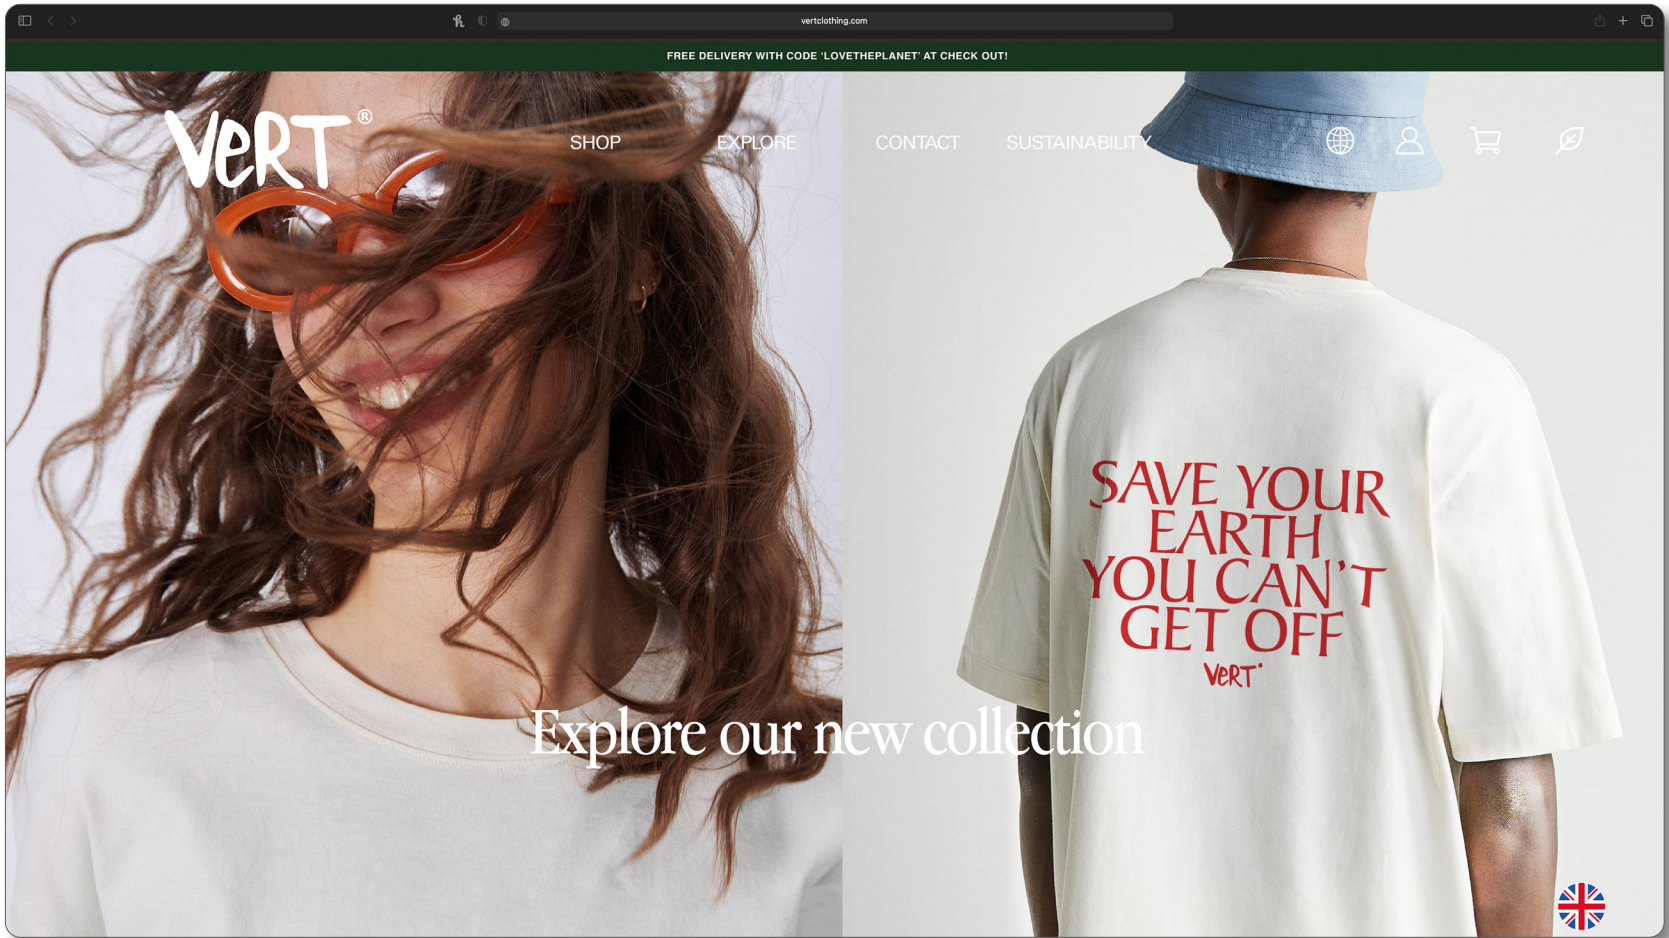 vertclothing.com
FREE DELIVERY WITH CODE ‘LOVETHEPLANET’ AT CHECK OUT!
VeRT®
SHOP EXPLORE CONTACT SUSTAINABILITY
SAVE YOUR
EARTH
YOU CAN’T
GET OFF
VeRT
Explore our new collection